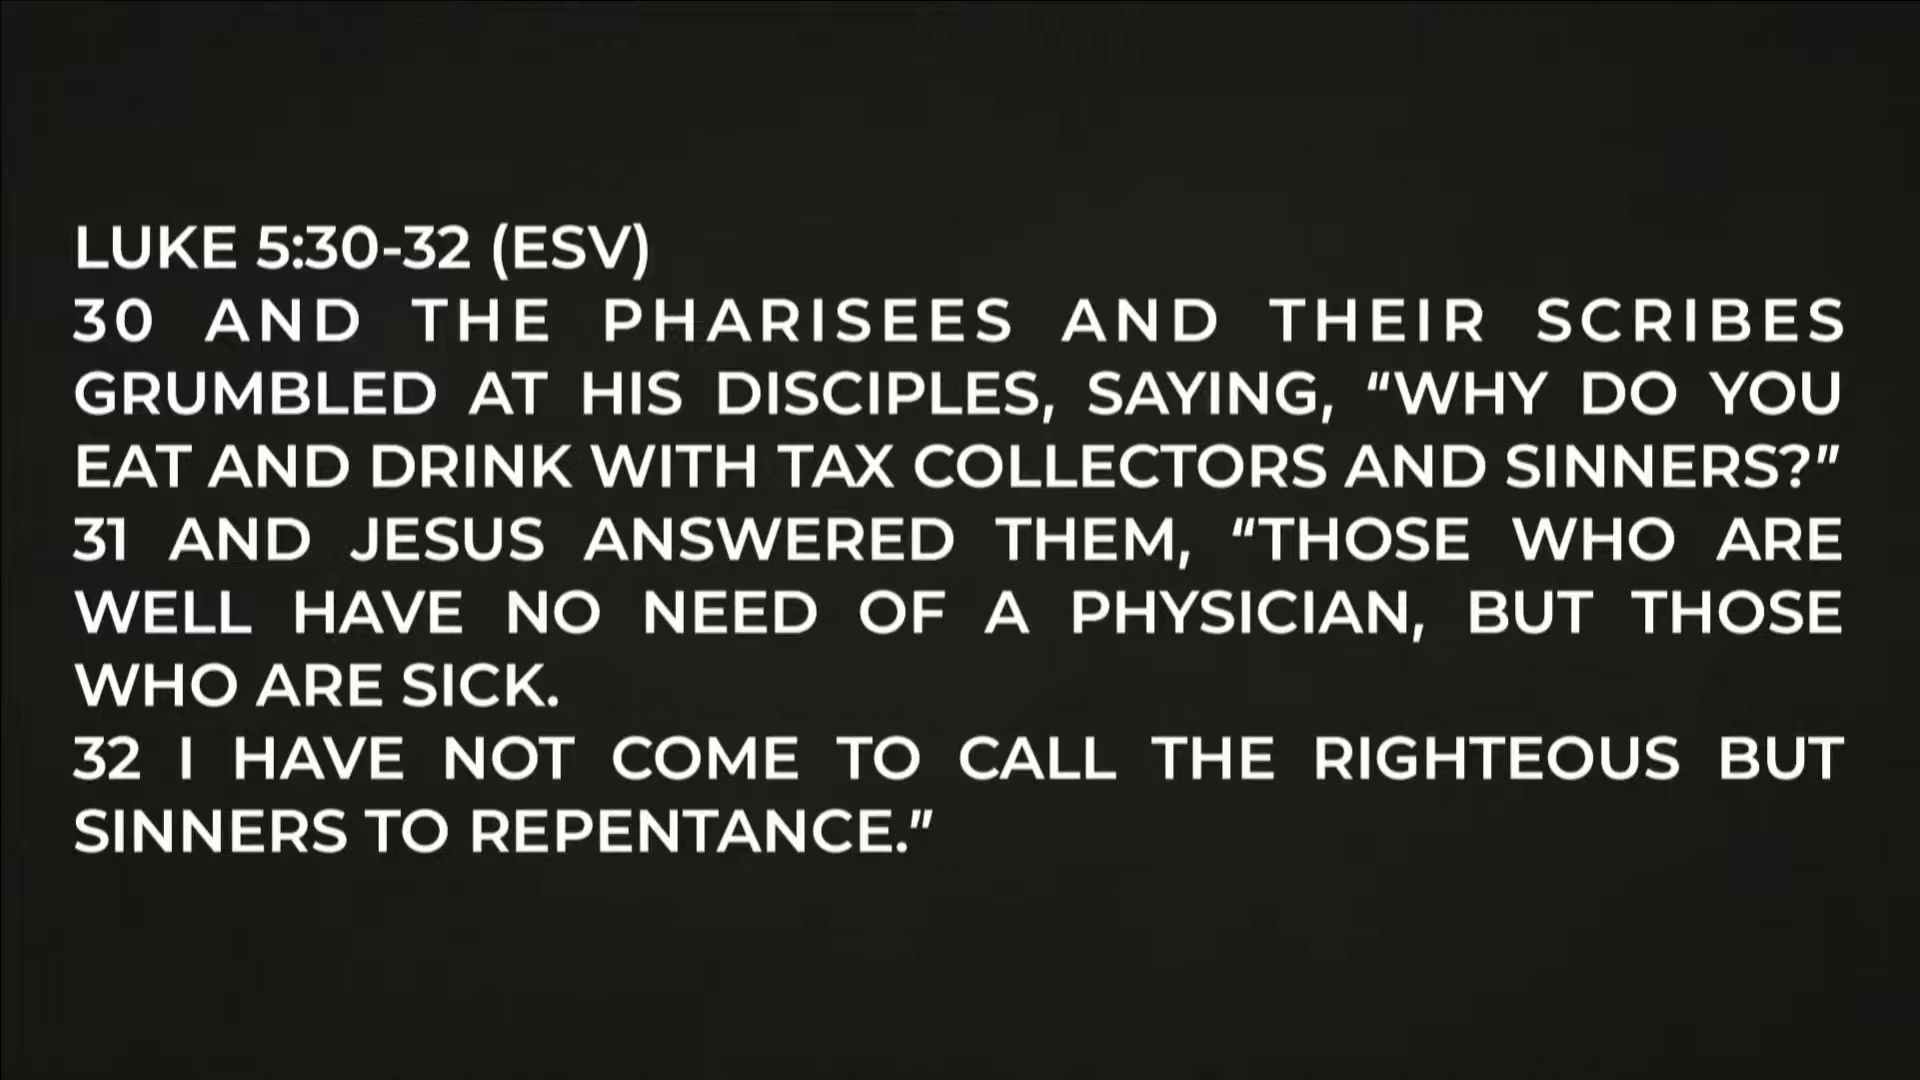 LUKE 5:30-32 (ESV)
30 AND THE PHARISEES AND THEIR SCRIBES
GRUMBLED AT HIS DISCIPLES, SAYING, “WHY DO YOU
EAT AND DRINK WITH TAX COLLECTORS AND SINNERS?”
31 AND JESUS ANSWERED THEM, “THOSE WHO ARE
WELL HAVE NO NEED OF A PHYSICIAN, BUT THOSE
WHO ARE SICK.
32 I HAVE NOT COME TO CALL THE RIGHTEOUS BUT
SINNERS TO REPENTANCE.”